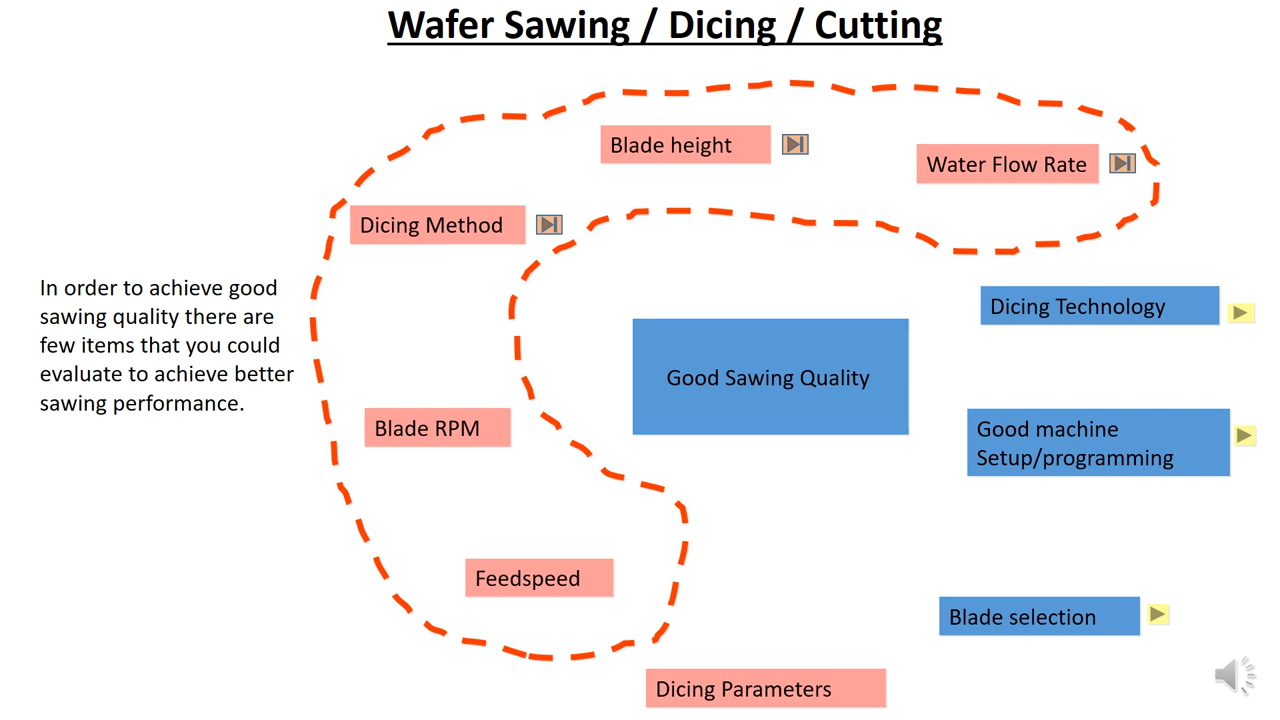 Wafer Sawing / Dicing / Cutting
Blade height
Water Flow Rate
Dicing Method
In order to achieve good
sawing quality there are
few items that you could
evaluate to achieve better
sawing performance.
Dicing Technology
Good Sawing Quality
Blade RPM
Good machine
Setup/programming
Feedspeed
Blade selection
Dicing Parameters